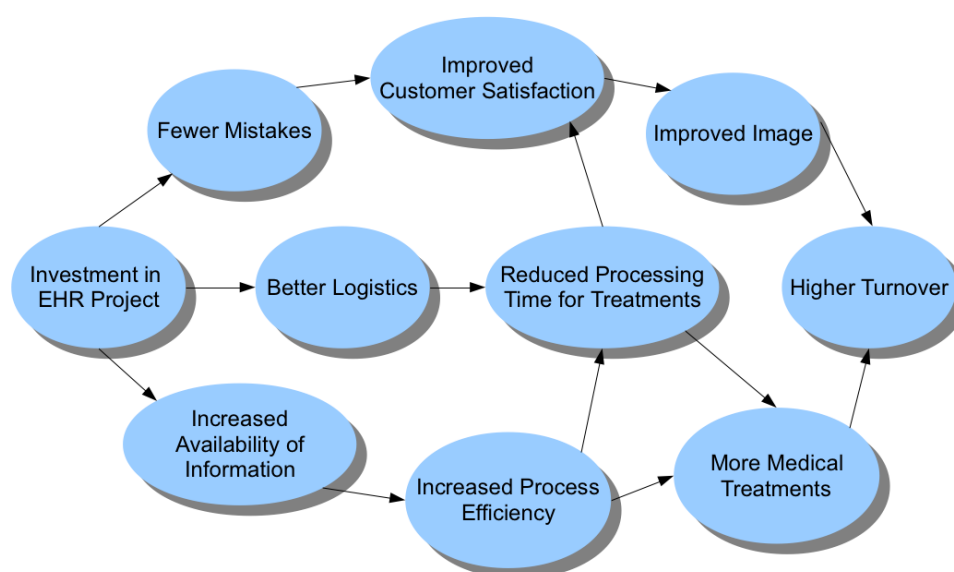 Improved
Customer Satisfaction
Fewer Mistakes
Improved Image
Investment in
EHR Project
Better Logistics
Reduced Processing
Time for Treatments
Higher Turnover
Increased
Availability of
Information
Increased Process
Efficiency
More Medical
Treatments